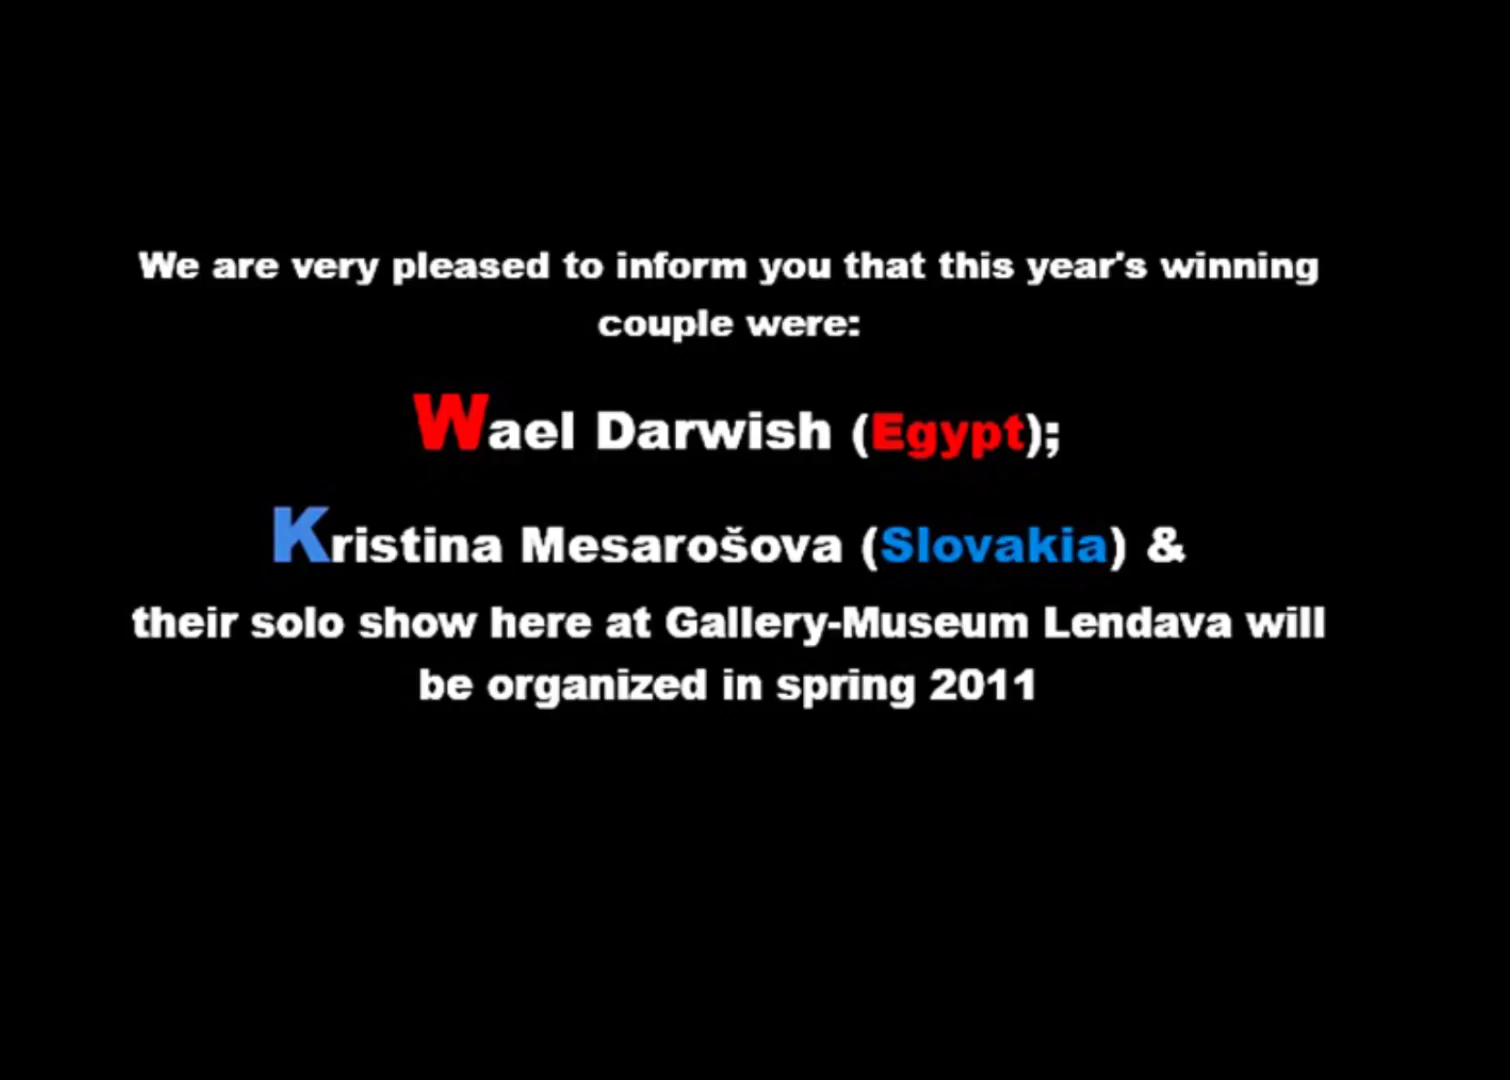 We are very pleased to inform you that this year's winning
couple were:
Wael Darwish (Egypt);
Kristina Mesarošova (Slovakia) &
their solo show here at Gallery-Museum Lendava will
be organized in spring 2011